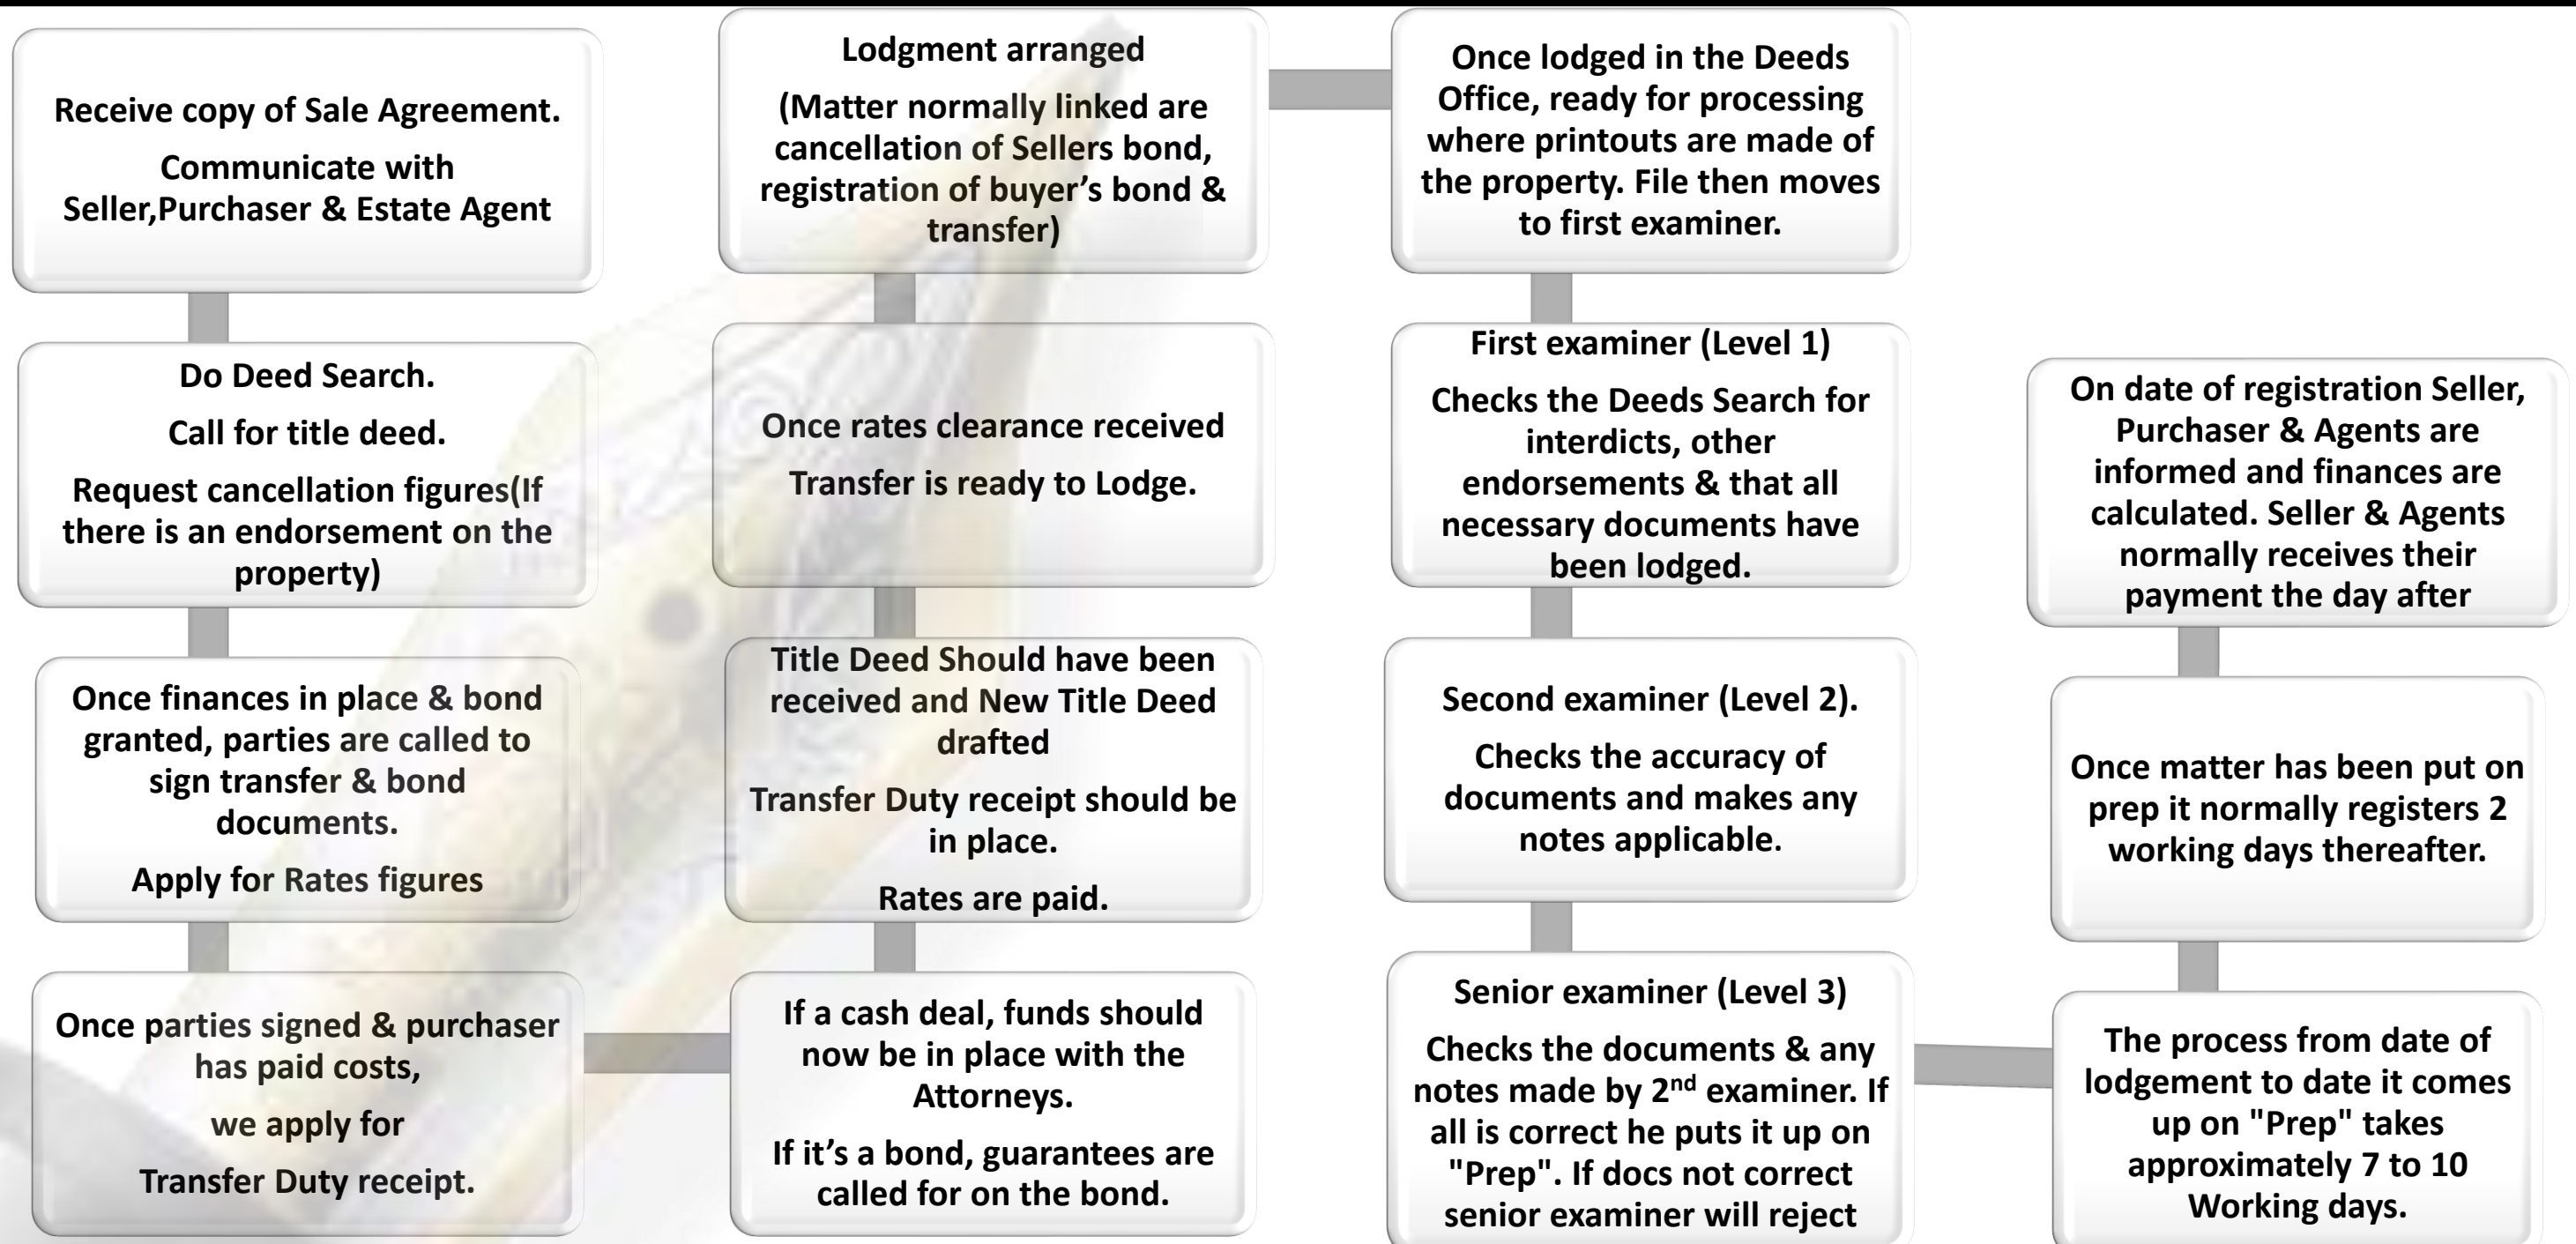 Receive copy of Sale Agreement.
Communicate with
Seller,Purchaser & Estate Agent
Do Deed Search.
Call for title deed.
Request cancellation figures(If
there is an endorsement on the
property)
Once finances in place & bond
granted, parties are called to
sign transfer & bond
documents.
Apply for Rates figures
Once parties signed & purchaser
has paid costs,
we apply for
Transfer Duty receipt.
If a cash deal, funds should
now be in place with the
Attorneys.
If it’s a bond, guarantees are
called for on the bond.
Title Deed Should have been
received and New Title Deed
drafted
Transfer Duty receipt should be
in place.
Rates are paid.
Once rates clearance received
Transfer is ready to Lodge.
Lodgment arranged
(Matter normally linked are
cancellation of Sellers bond,
registration of buyer’s bond &
transfer)
Once lodged in the Deeds
Office, ready for processing
where printouts are made of
the property. File then moves
to first examiner.
First examiner (Level 1)
Checks the Deeds Search for
interdicts, other
endorsements & that all
necessary documents have
been lodged.
Second examiner (Level 2).
Checks the accuracy of
documents and makes any
notes applicable.
Senior examiner (Level 3)
Checks the documents & any
notes made by 2nd examiner. If
all is correct he puts it up on
"Prep". If docs not correct
senior examiner will reject
The process from date of
lodgement to date it comes
up on "Prep" takes
approximately 7 to 10
Working days.
Once matter has been put on
prep it normally registers 2
working days thereafter.
On date of registration Seller,
Purchaser & Agents are
informed and finances are
calculated. Seller & Agents
normally receives their
payment the day after